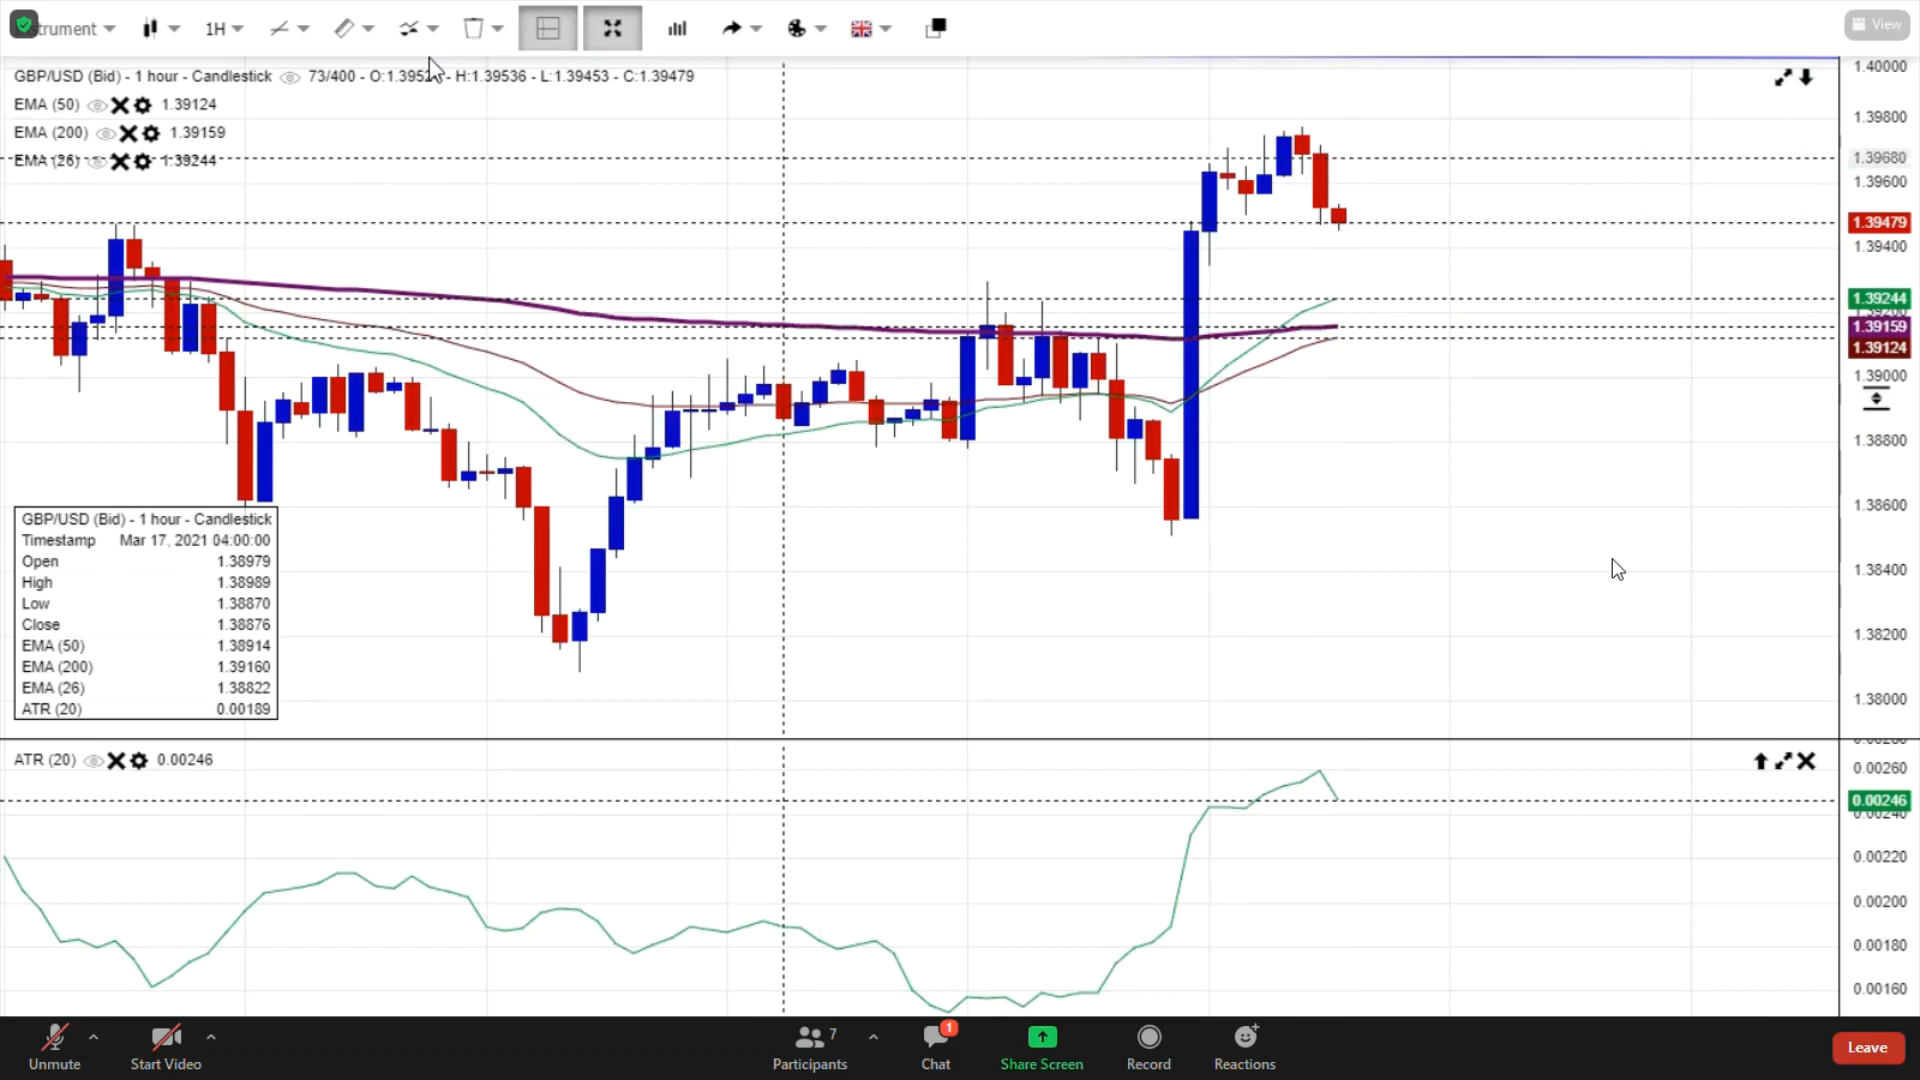 strument
1H
View
GBP/USD (Bid) - 1 hour - Candlestick 73/400 - O:1.3952 - H:1.39536 - L:1.39453 - C:1.39479
EMA (50) 1.39124
EMA (200) 1.39159
EMA (26) 1.39244
1.40000
1.39800
1.39680
1.39600
1.39479
1.39400
1.39244
1.39200
1.39159
1.39124
1.39000
1.38800
1.38600
1.38400
1.38200
1.38000
GBP/USD (Bid) - 1 hour - Candlestick
Timestamp Mar 17, 2021 04:00:00
Open 1.38979
High 1.38989
Low 1.38870
Close 1.38876
EMA (50) 1.38914
EMA (200) 1.39160
EMA (26) 1.38822
ATR (20) 0.00189
ATR (20) 0.00246
0.00260
0.00246
0.00240
0.00220
0.00200
0.00180
0.00160
Unmute
Start Video
7
Participants
1
Chat
Share Screen
Record
Reactions
Leave